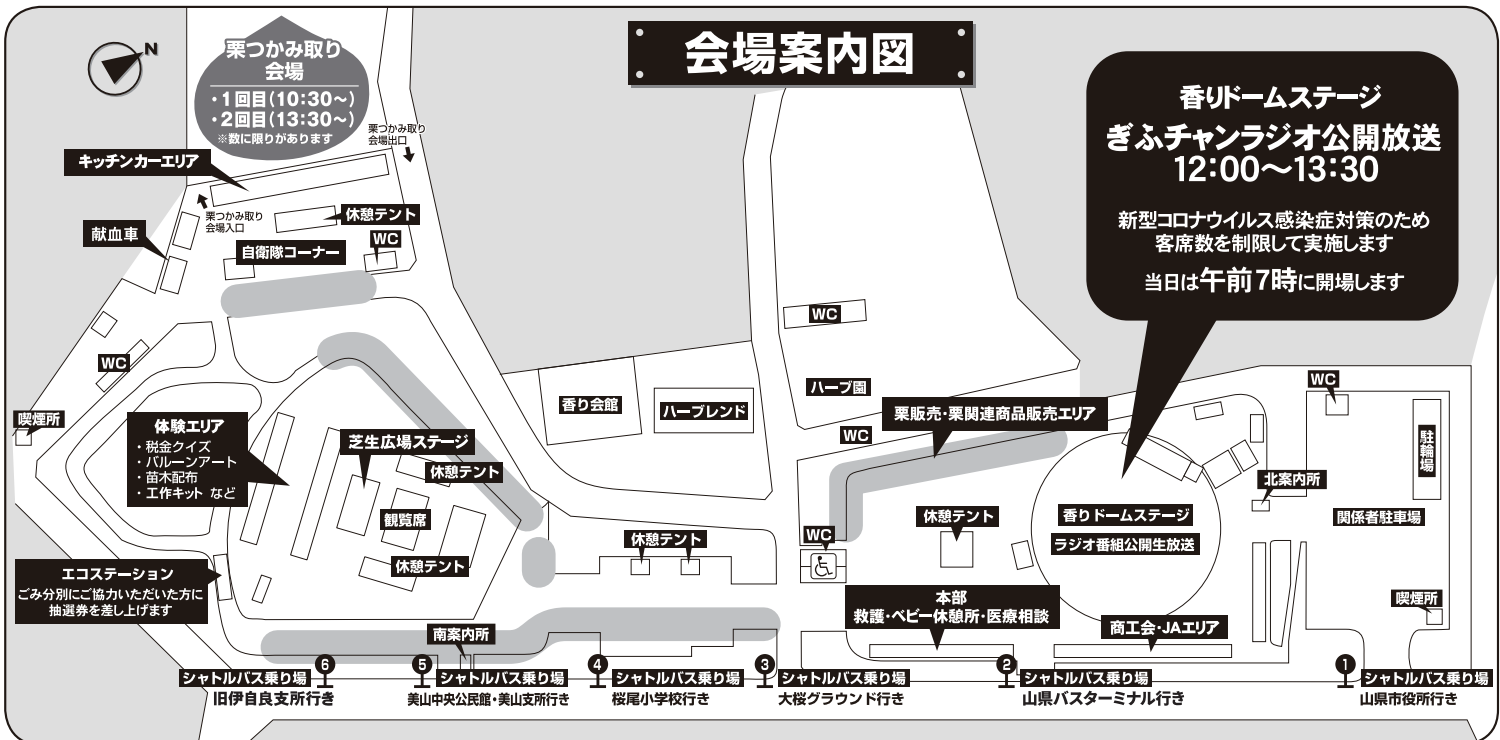 会場案内図
N
栗つかみ取り
会場
・1回目(10:30～)
・2回目(13:30～)
※数に限りがあります
栗つかみ取り
会場出口
キッチンカーエリア
栗つかみ取り
会場入口
休憩テント
献血車
自衛隊コーナー
WC
WC
喫煙所
体験エリア
・税金クイズ
・バルーンアート
・苗木配布
・工作キット など
芝生広場ステージ
休憩テント
観覧席
休憩テント
エコステーション
ごみ分別にご協力いただいた方に
抽選券を差し上げます
南案内所
香り会館
ハーブレンド
休憩テント
WC
ハーブ園
WC
栗販売・栗関連商品販売エリア
WC
休憩テント
本部
救護・ベビー休憩所・医療相談
香りドームステージ
ぎふチャンラジオ公開放送
12:00～13:30
新型コロナウイルス感染症対策のため
客席数を制限して実施します
当日は午前7時に開場します
香りドームステージ
ラジオ番組公開生放送
商工会・JAエリア
北案内所
WC
駐輪場
関係者駐車場
喫煙所
シャトルバス乗り場
6
旧伊自良支所行き
5
シャトルバス乗り場
美山中央公民館・美山支所行き
4
シャトルバス乗り場
桜尾小学校行き
3
シャトルバス乗り場
大桜グラウンド行き
2
シャトルバス乗り場
山県バスターミナル行き
1
シャトルバス乗り場
山県市役所行き